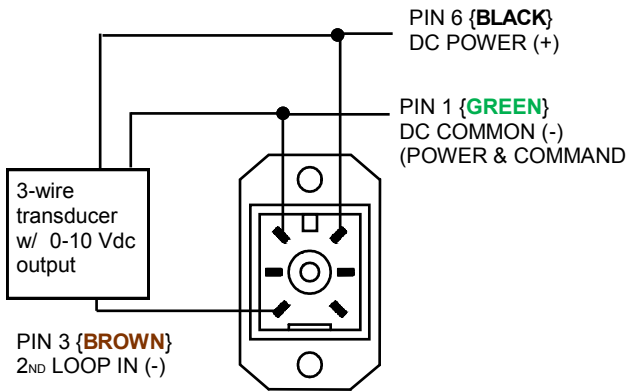 PIN 6 {BLACK}
DC POWER (+)
PIN 1 {GREEN}
DC COMMON (-)
(POWER & COMMAND
3-wire
transducer
w/ 0-10 Vdc
output
PIN 3 {BROWN}
2ND LOOP IN (-)